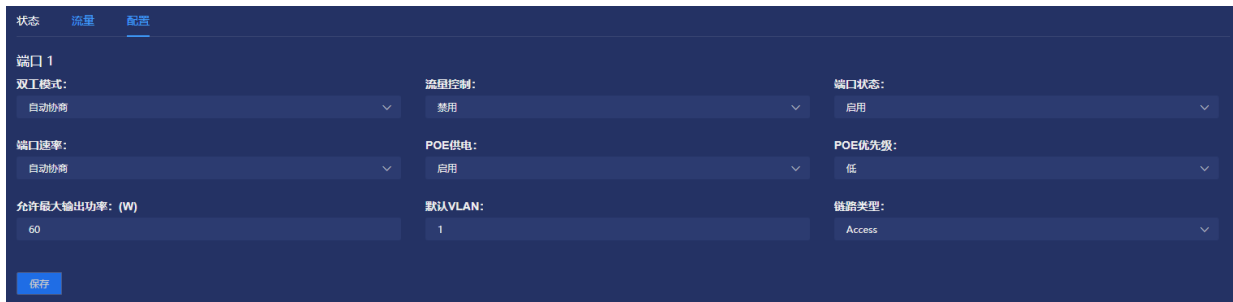 状态 流量 配置
端口 1
双工模式： 流量控制： 端口状态：
自动协商 禁用 启用
端口速率： POE供电： POE优先级：
自动协商 启用 低
允许最大输出功率：(W) 默认VLAN： 链路类型：
60 1 Access
保存